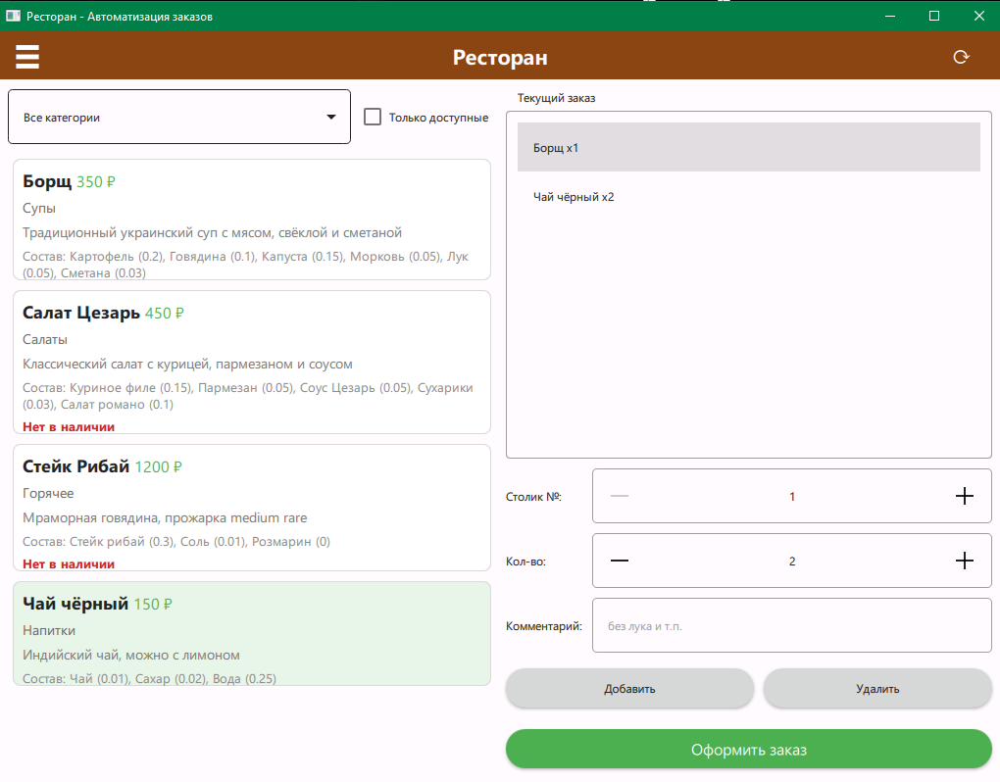 Ресторан - Автоматизация заказов
Ресторан
Все категории
Только доступные
Борщ 350 ₽
Супы
Традиционный украинский суп с мясом, свёклой и сметаной
Состав: Картофель (0.2), Говядина (0.1), Капуста (0.15), Морковь (0.05), Лук
(0.05), Сметана (0.03)
Салат Цезарь 450 ₽
Салаты
Классический салат с курицей, пармезаном и соусом
Состав: Куриное филе (0.15), Пармезан (0.05), Соус Цезарь (0.05), Сухарики
(0.03), Салат романо (0.1)
Нет в наличии
Стейк Рибай 1200 ₽
Горячее
Мраморная говядина, прожарка medium rare
Состав: Стейк рибай (0.3), Соль (0.01), Розмарин (0)
Нет в наличии
Чай чёрный 150 ₽
Напитки
Индийский чай, можно с лимоном
Состав: Чай (0.01), Сахар (0.02), Вода (0.25)
Текущий заказ
Борщ x1
Чай чёрный x2
Столик №: 1
Кол-во: 2
Комментарий: без лука и т.п.
Добавить
Удалить
Оформить заказ